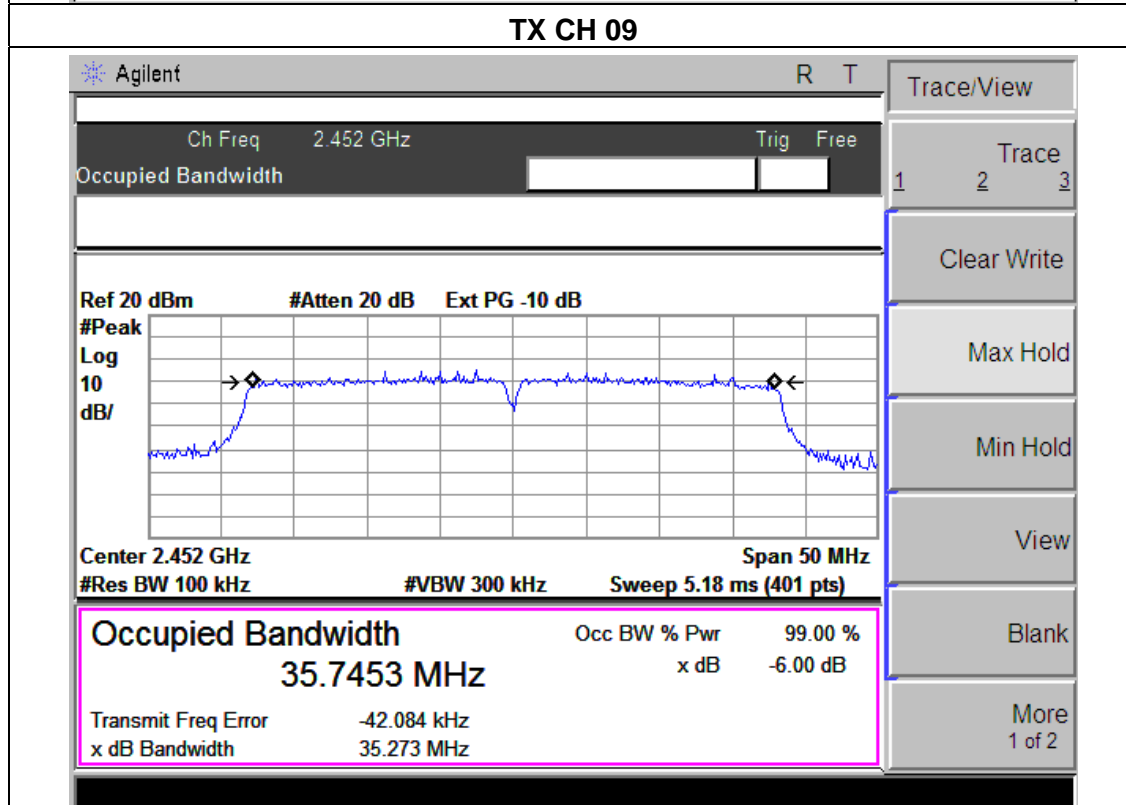 TX CH 09
Agilent R T
Trace/View
Ch Freq 2.452 GHz Trig Free
Occupied Bandwidth
Trace
1 2 3
Clear Write
Ref 20 dBm #Atten 20 dB Ext PG -10 dB
#Peak
Log
10
dB/
Max Hold
Min Hold
View
Center 2.452 GHz Span 50 MHz
#Res BW 100 kHz #VBW 300 kHz Sweep 5.18 ms (401 pts)
Occupied Bandwidth Occ BW % Pwr 99.00 %
35.7453 MHz x dB -6.00 dB
Blank
Transmit Freq Error -42.084 kHz
x dB Bandwidth 35.273 MHz
More
1 of 2